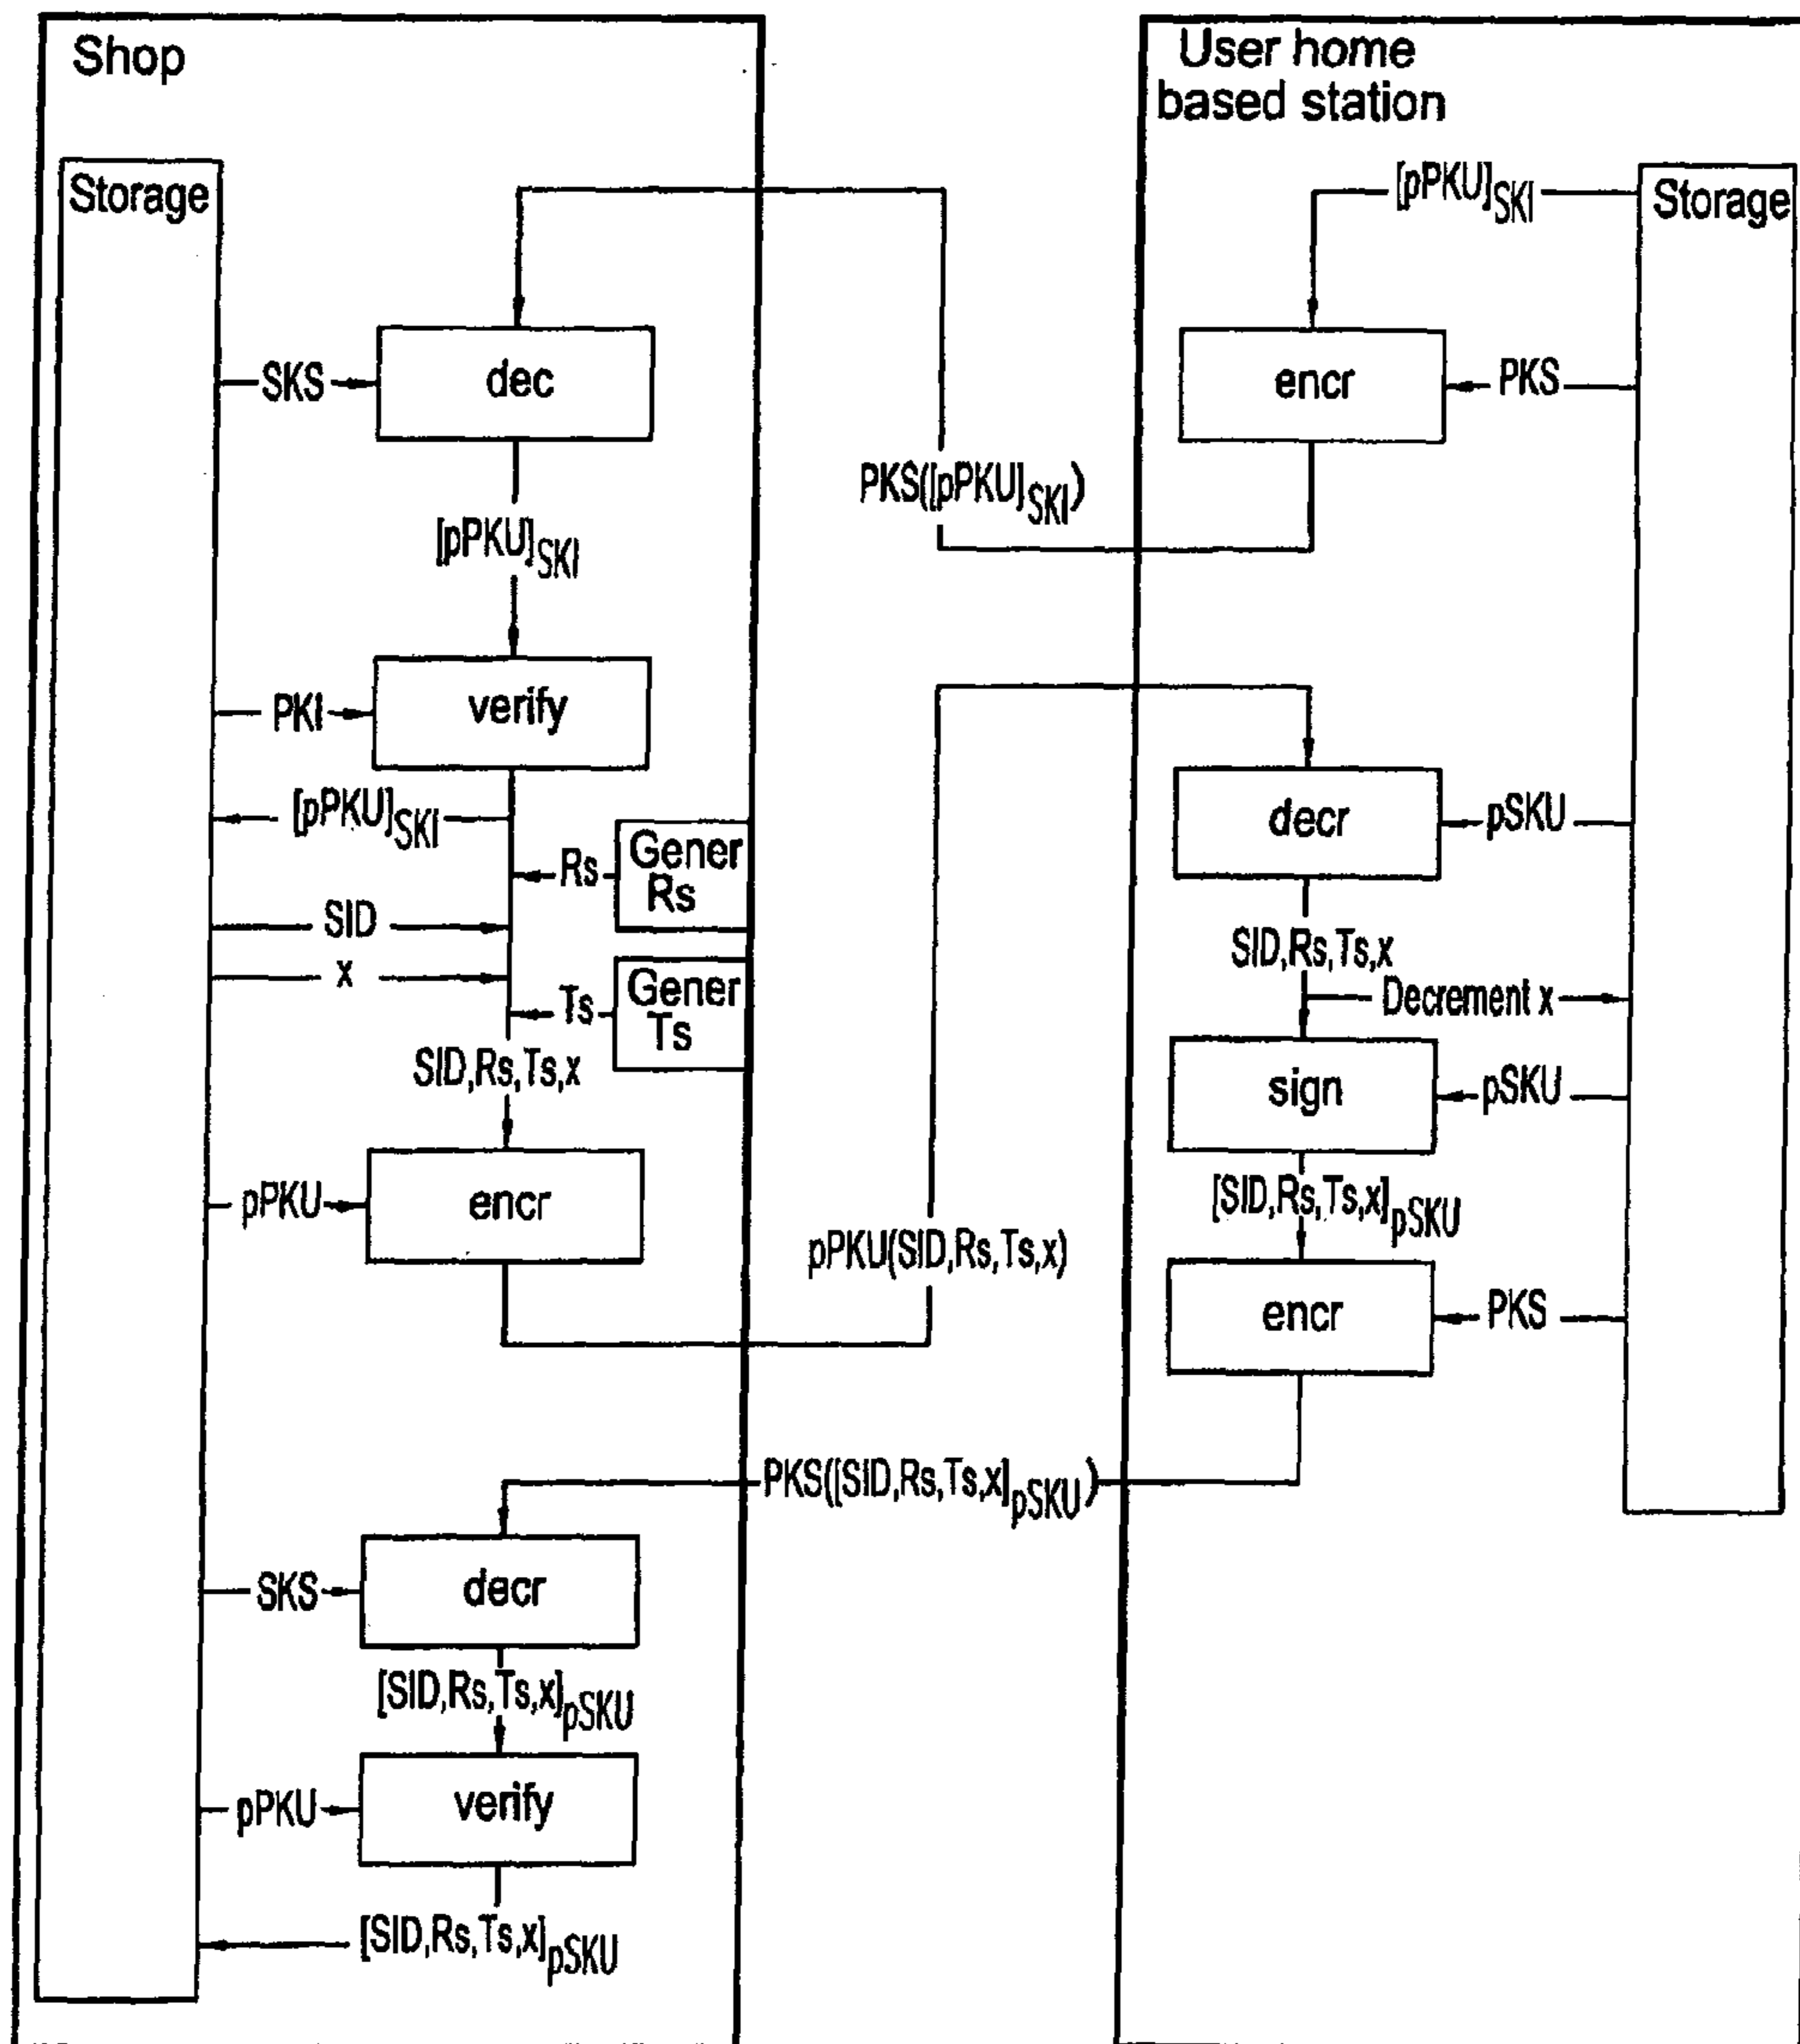 Shop
User home
based station
Storage
[pPKU]SKI
Storage
SKS
dec
encr
PKS
PKS([pPKU]SKI)
[pPKU]SKI
PKI
verify
[pPKU]SKI
Rs
Gener
Rs
SID
x
Ts
Gener
Ts
SID,Rs,Ts,x
pPKU
encr
pPKU(SID,Rs,Ts,x)
decr
pSKU
SID,Rs,Ts,x
Decrement x
sign
pSKU
[SID,Rs,Ts,x]pSKU
encr
PKS
PKS([SID,Rs,Ts,x]pSKU)
SKS
decr
[SID,Rs,Ts,x]pSKU
pPKU
verify
[SID,Rs,Ts,x]pSKU